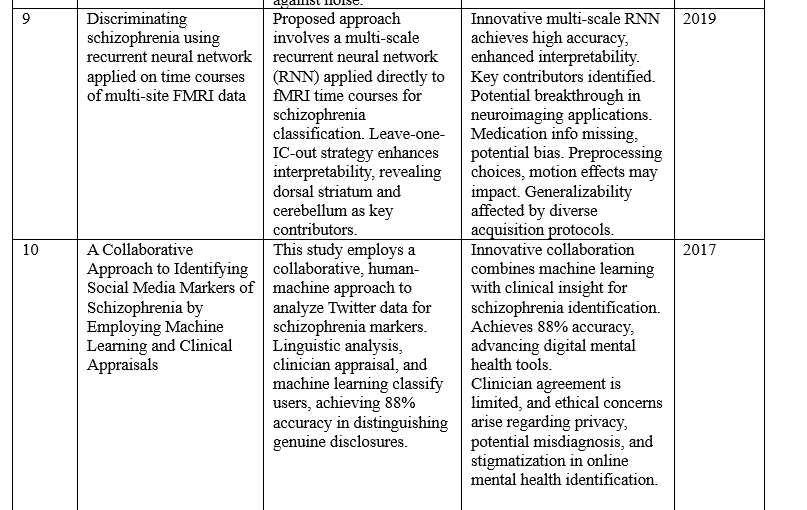 against noise.
9
Discriminating
schizophrenia using
recurrent neural network
applied on time courses
of multi-site FMRI data
Proposed approach
involves a multi-scale
recurrent neural network
(RNN) applied directly to
fMRI time courses for
schizophrenia
classification. Leave-one-
IC-out strategy enhances
interpretability, revealing
dorsal striatum and
cerebellum as key
contributors.
Innovative multi-scale RNN
achieves high accuracy,
enhanced interpretability.
Key contributors identified.
Potential breakthrough in
neuroimaging applications.
Medication info missing,
potential bias. Preprocessing
choices, motion effects may
impact. Generalizability
affected by diverse
acquisition protocols.
2019
10
A Collaborative
Approach to Identifying
Social Media Markers of
Schizophrenia by
Employing Machine
Learning and Clinical
Appraisals
This study employs a
collaborative, human-
machine approach to
analyze Twitter data for
schizophrenia markers.
Linguistic analysis,
clinician appraisal, and
machine learning classify
users, achieving 88%
accuracy in distinguishing
genuine disclosures.
Innovative collaboration
combines machine learning
with clinical insight for
schizophrenia identification.
Achieves 88% accuracy,
advancing digital mental
health tools.
Clinician agreement is
limited, and ethical concerns
arise regarding privacy,
potential misdiagnosis, and
stigmatization in online
mental health identification.
2017